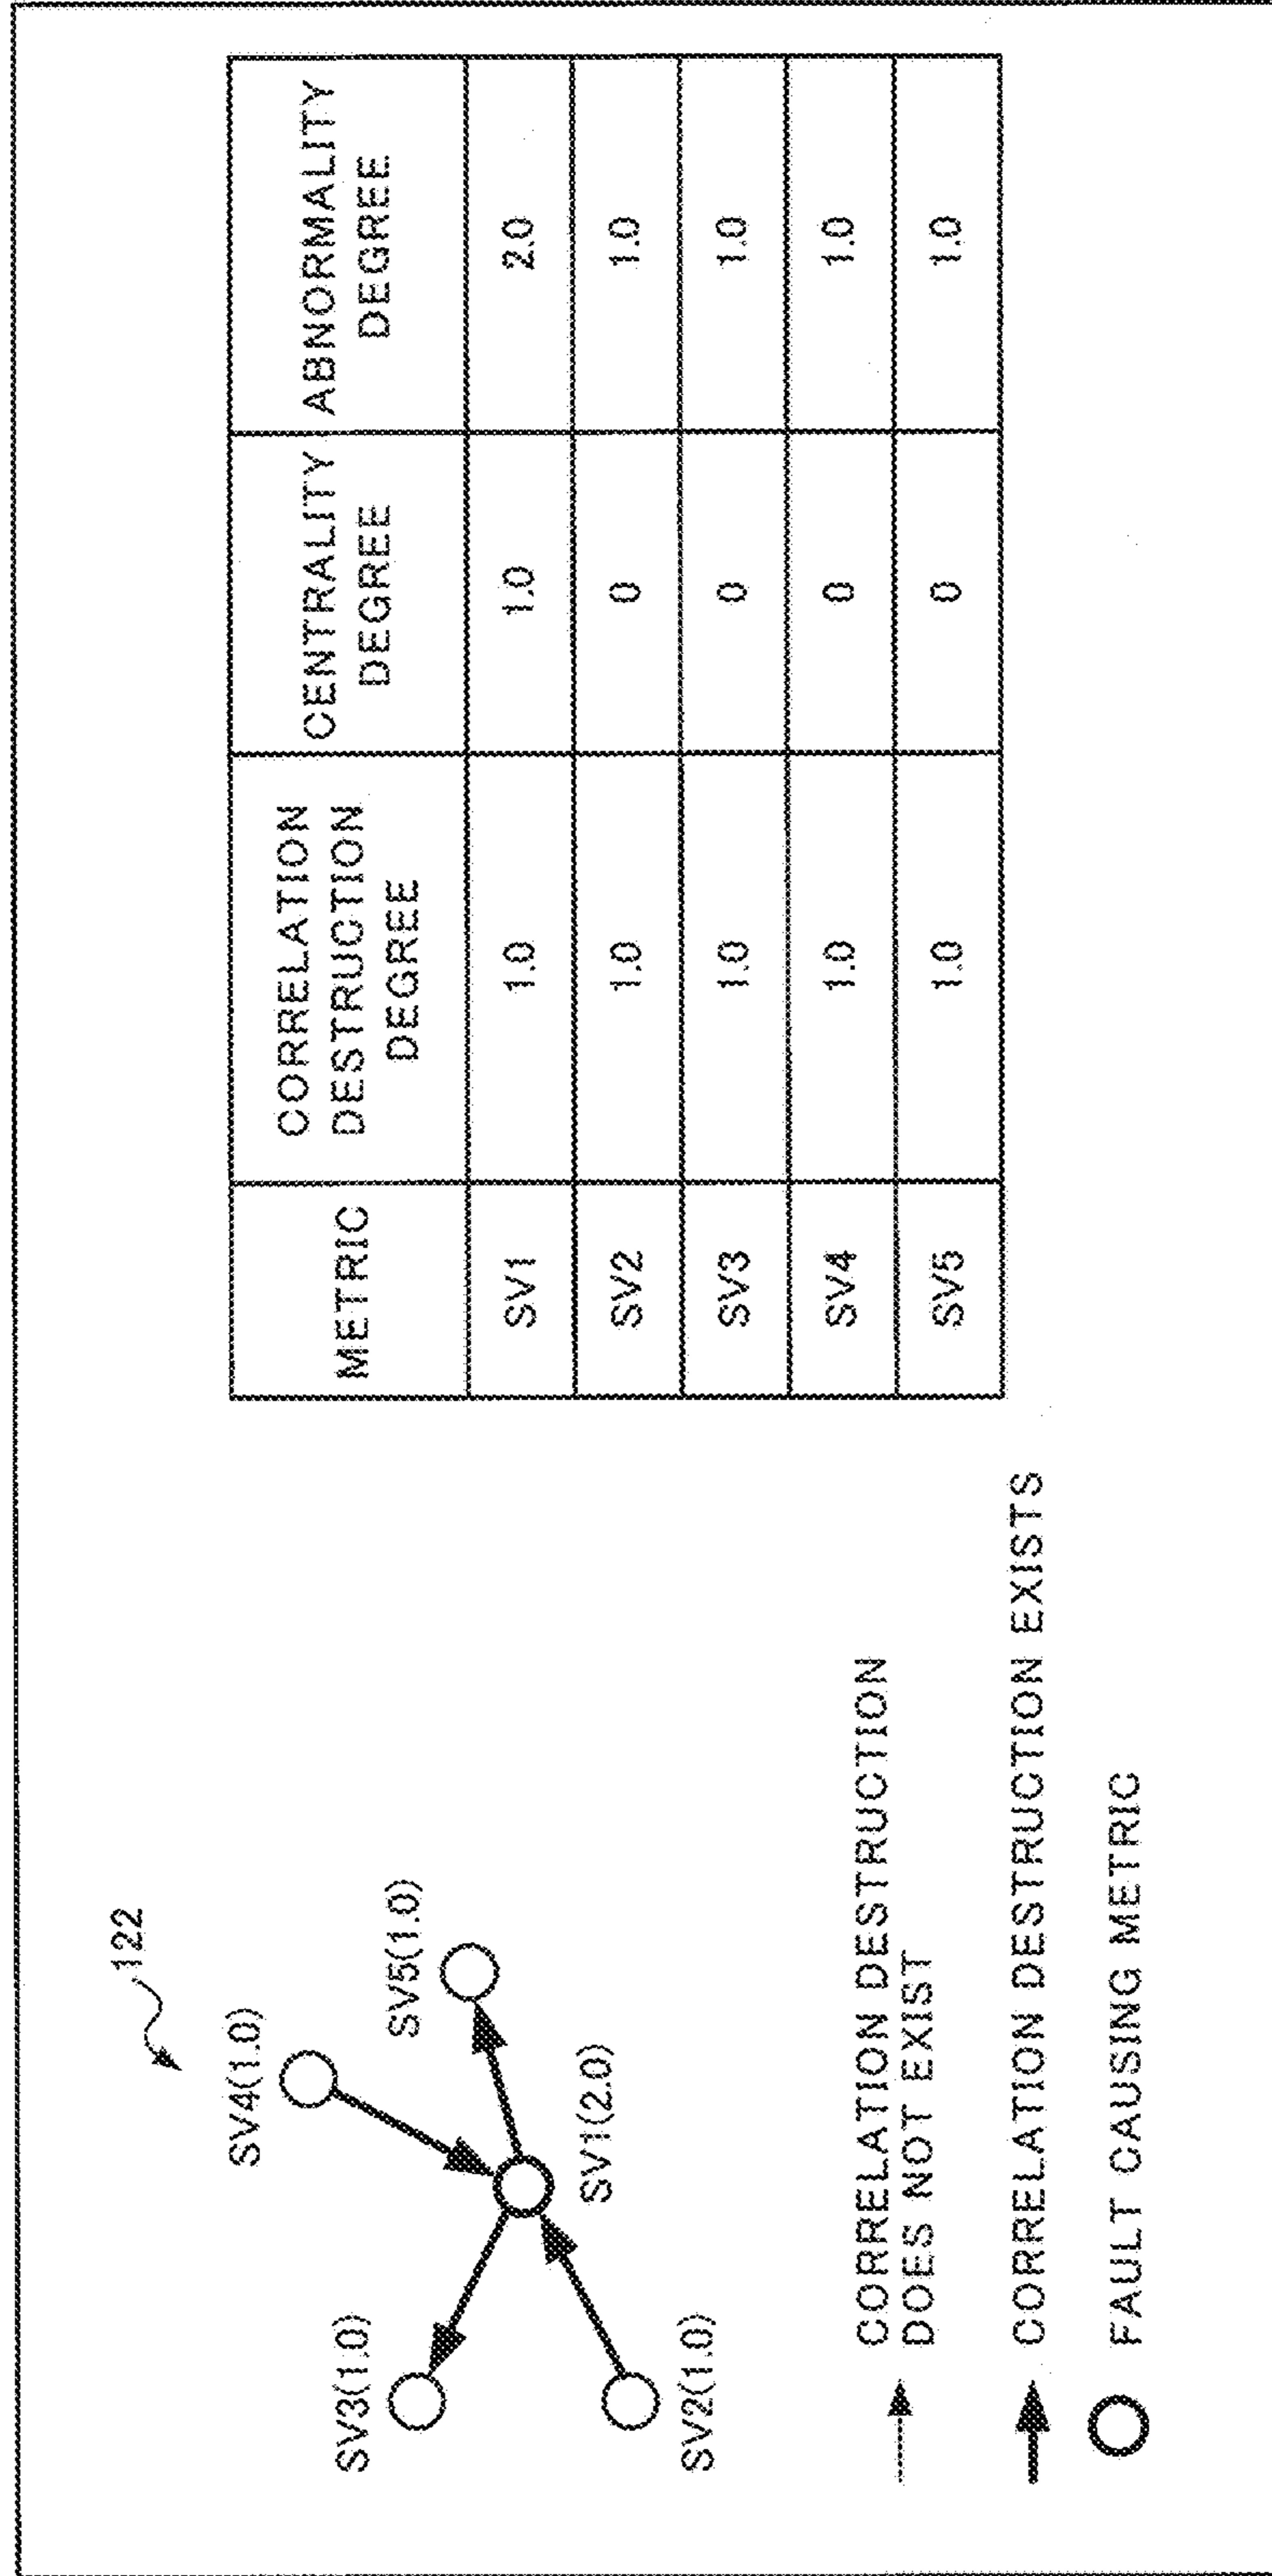 122
SV4(1.0)
SV5(1.0)
SV3(1.0)
SV1(2.0)
SV2(1.0)
CORRELATION DESTRUCTION
DOES NOT EXIST
CORRELATION DESTRUCTION EXISTS
FAULT CAUSING METRIC
METRIC
CORRELATION
DESTRUCTION
DEGREE
CENTRALITY
DEGREE
ABNORMALITY
DEGREE
SV1 1.0 1.0 2.0
SV2 1.0 0 1.0
SV3 1.0 0 1.0
SV4 1.0 0 1.0
SV5 1.0 0 1.0